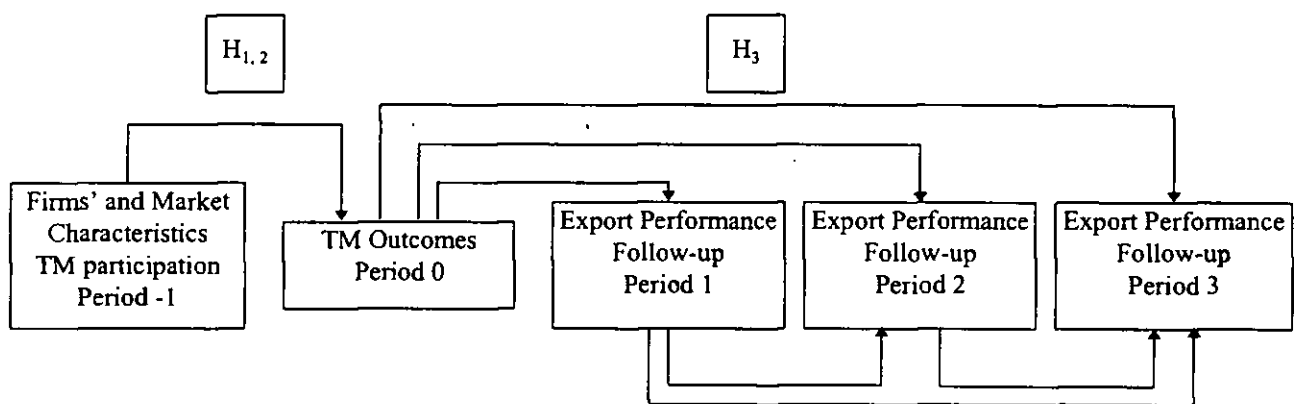 H1, 2
H3
Firms' and Market
Characteristics
TM participation
Period -1
TM Outcomes
Period 0
Export Performance
Follow-up
Period 1
Export Performance
Follow-up
Period 2
Export Performance
Follow-up
Period 3